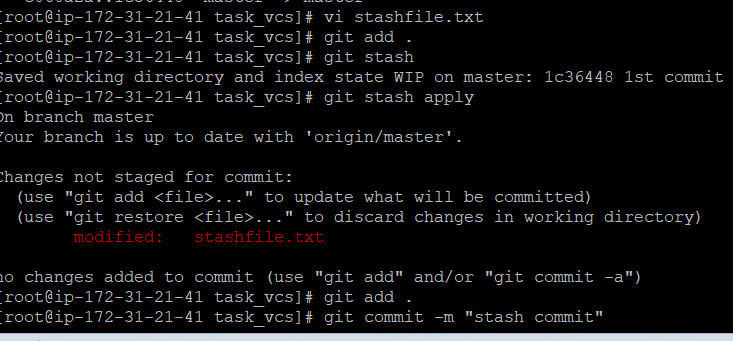 [root@ip-172-31-21-41 task_vcs]# vi stashfile.txt
[root@ip-172-31-21-41 task_vcs]# git add .
[root@ip-172-31-21-41 task_vcs]# git stash
Saved working directory and index state WIP on master: 1c36448 1st commit
[root@ip-172-31-21-41 task_vcs]# git stash apply
On branch master
Your branch is up to date with 'origin/master'.
Changes not staged for commit:
  (use "git add <file>..." to update what will be committed)
  (use "git restore <file>..." to discard changes in working directory)
        modified:   stashfile.txt
no changes added to commit (use "git add" and/or "git commit -a")
[root@ip-172-31-21-41 task_vcs]# git add .
[root@ip-172-31-21-41 task_vcs]# git commit -m "stash commit"